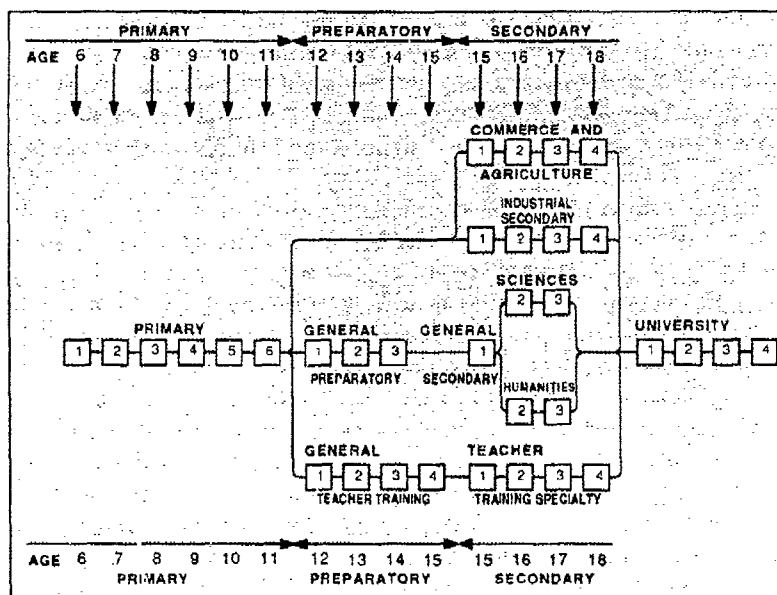 PRIMARY PREPARATORY SECONDARY
AGE 6 7 8 9 10 11 12 13 14 15 15 16 17 18
COMMERCE AND
1 2 3 4
AGRICULTURE
INDUSTRIAL
SECONDARY
1 2 3 4
SCIENCES
2 3
PRIMARY GENERAL GENERAL UNIVERSITY
1 2 3 4 5 6 1 2 3 1 1 2 3 4
PREPARATORY SECONDARY
HUMANITIES
2 3
GENERAL TEACHER
1 2 3 4 1 2 3 4
TEACHER TRAINING TRAINING SPECIALTY
AGE 6 7 8 9 10 11 12 13 14 15 15 16 17 18
PRIMARY PREPARATORY SECONDARY